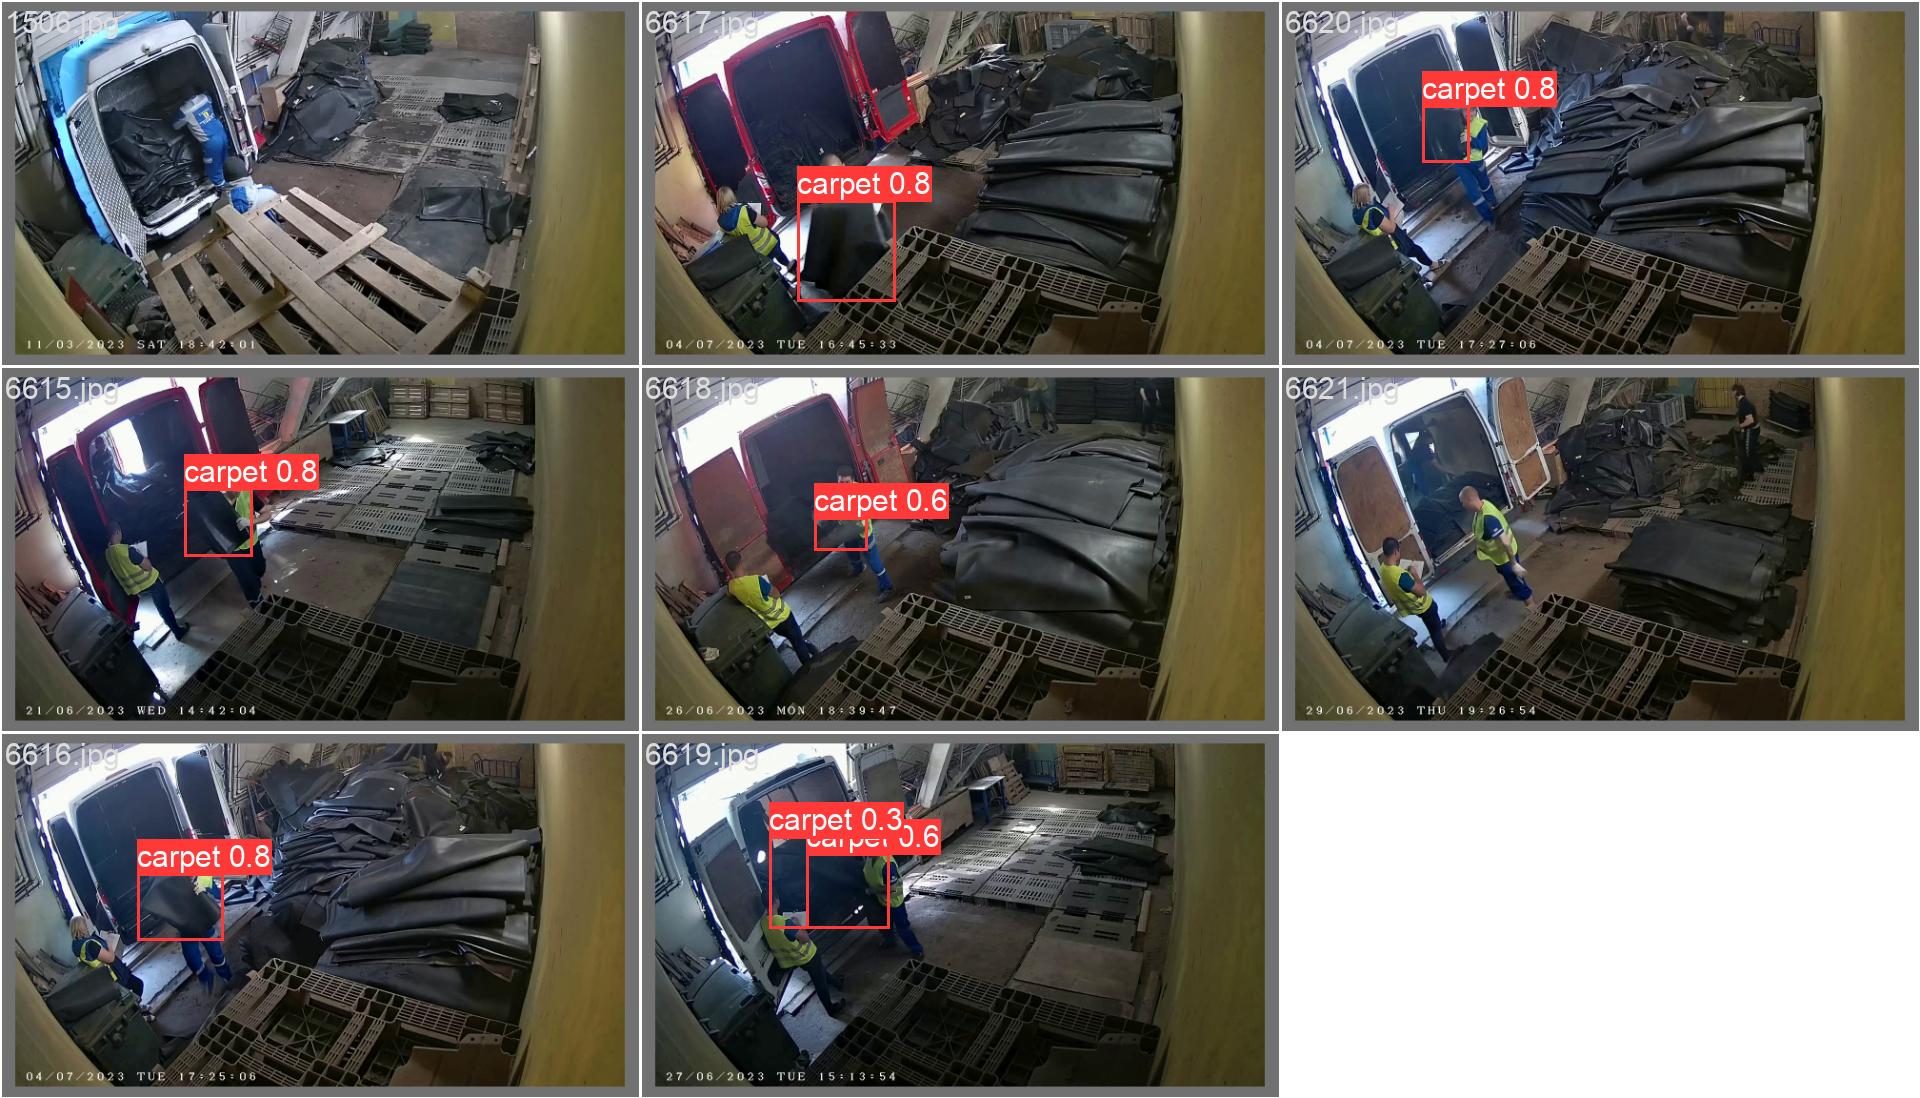 1506.jpg
11/03/2023 SAT 18:42:01
6617.jpg
carpet 0.8
04/07/2023 TUE 16:45:33
6620.jpg
carpet 0.8
04/07/2023 TUE 17:27:06
6615.jpg
carpet 0.8
21/06/2023 WED 14:42:04
6618.jpg
carpet 0.6
26/06/2023 MON 18:39:47
6621.jpg
29/06/2023 THU 19:26:54
6616.jpg
carpet 0.8
04/07/2023 TUE 17:25:06
6619.jpg
carpet 0.3
carpet 0.6
27/06/2023 TUE 15:13:54